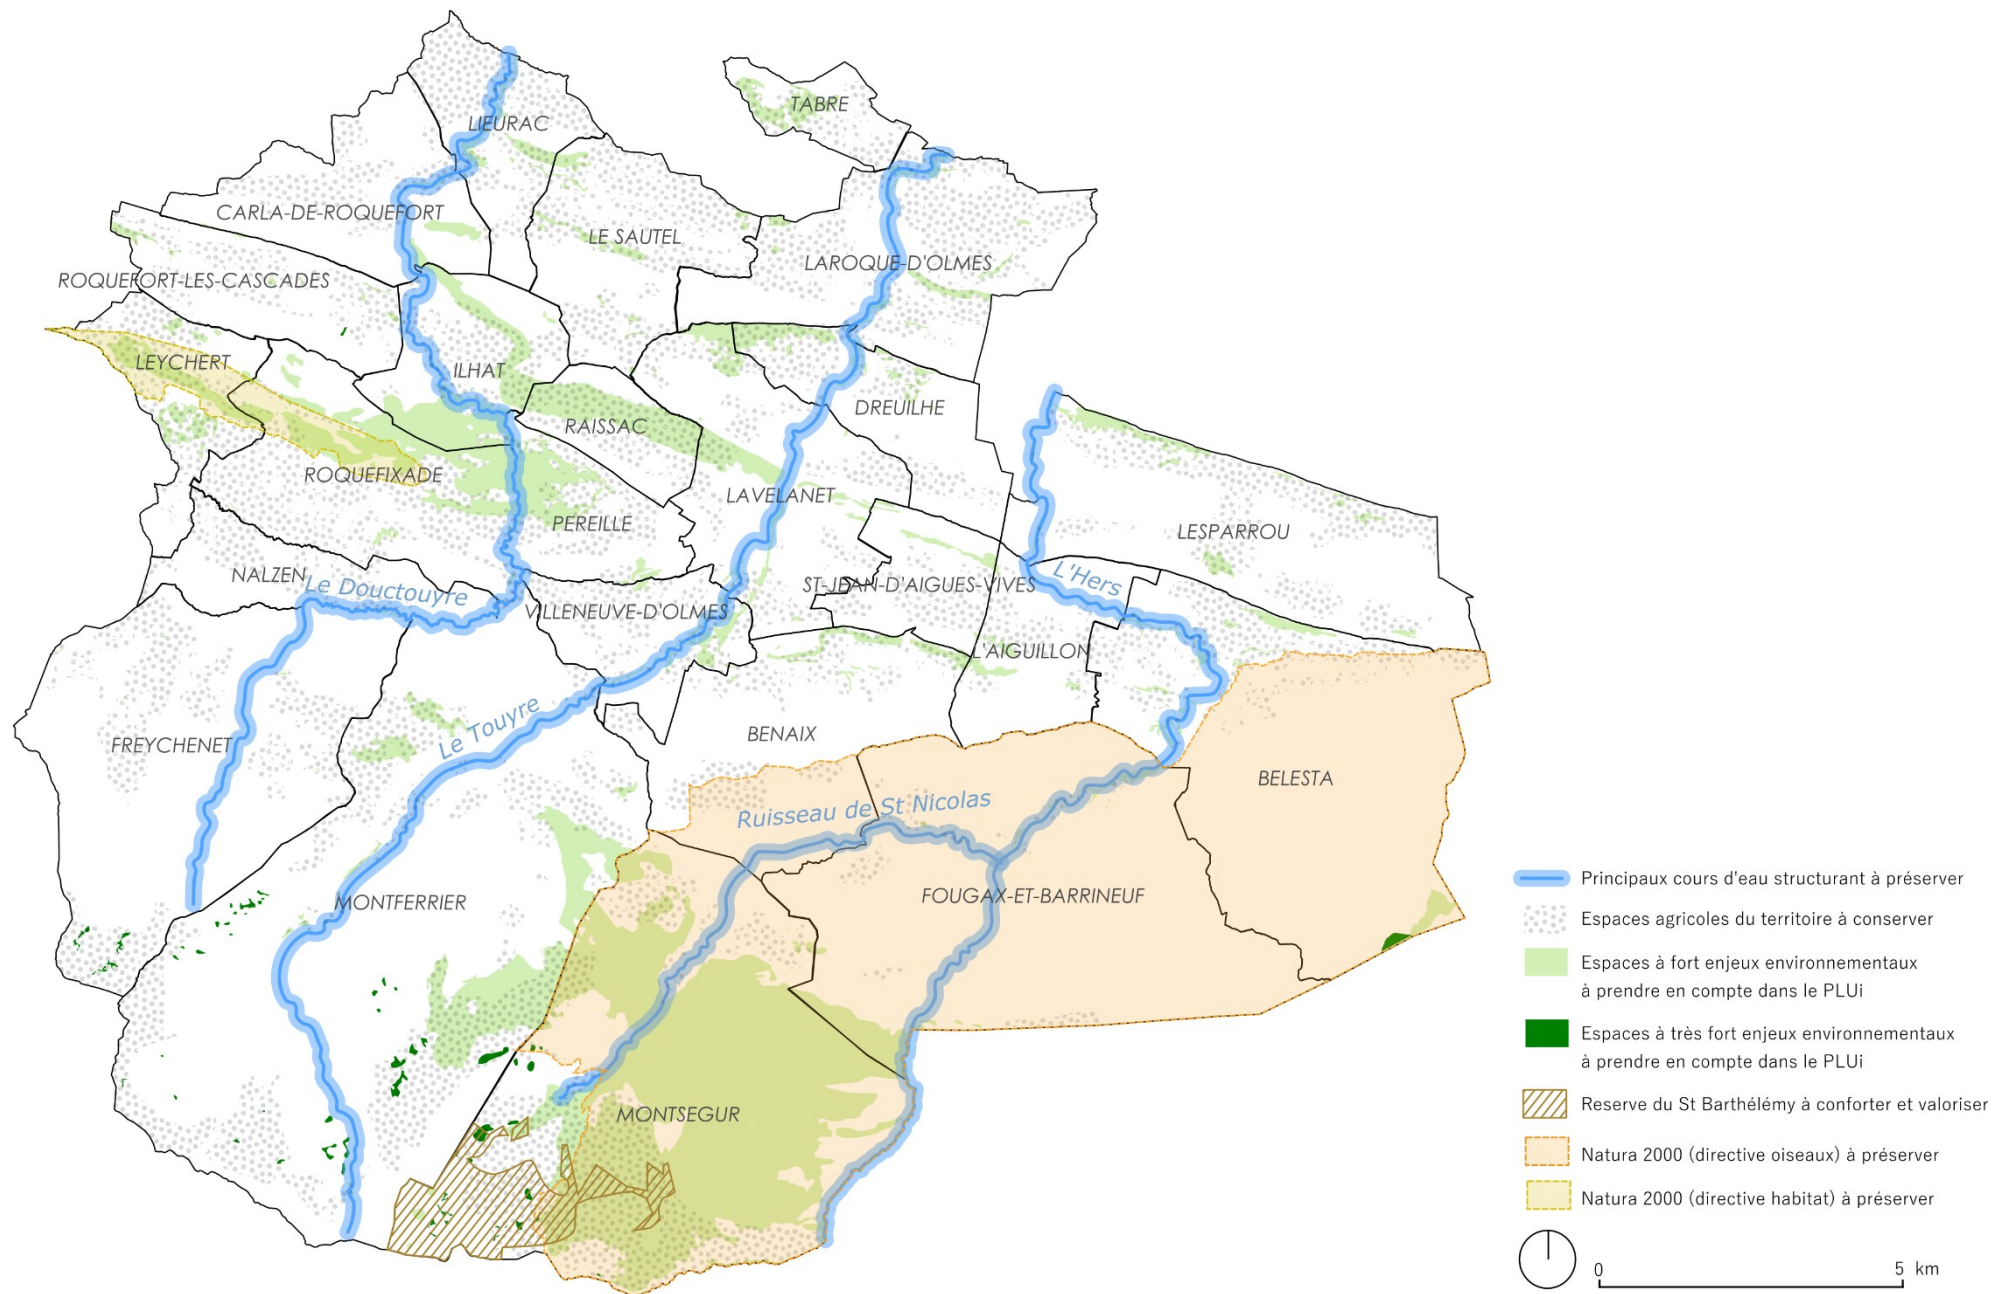 TABRE
LIEURAC
CARLA-DE-ROQUEFORT
LE SAUTEL
LAROQUE-D'OLMES
ROQUEFORT-LES-CASCADES
LEYCHERT
ILHAT
DREUILHE
RAISSAC
ROQUEFIXADE
LAVELANET
PEREILLE
LESPARROU
NALZEN
Le Douctouyre
ST-JEAN-D'AIGUES-VIVES
L'Hers
VILLENEUVE-D'OLMES
L'AIGUILLON
Le Touyre
FREYCHENET
BENAIX
BELESTA
Ruisseau de St Nicolas
MONTFERRIER
FOUGAX-ET-BARRINEUF
MONTSEGUR
Principaux cours d'eau structurant à préserver
Espaces agricoles du territoire à conserver
Espaces à fort enjeux environnementaux
à prendre en compte dans le PLUi
Espaces à très fort enjeux environnementaux
à prendre en compte dans le PLUi
Reserve du St Barthélémy à conforter et valoriser
Natura 2000 (directive oiseaux) à préserver
Natura 2000 (directive habitat) à préserver
0 5 km